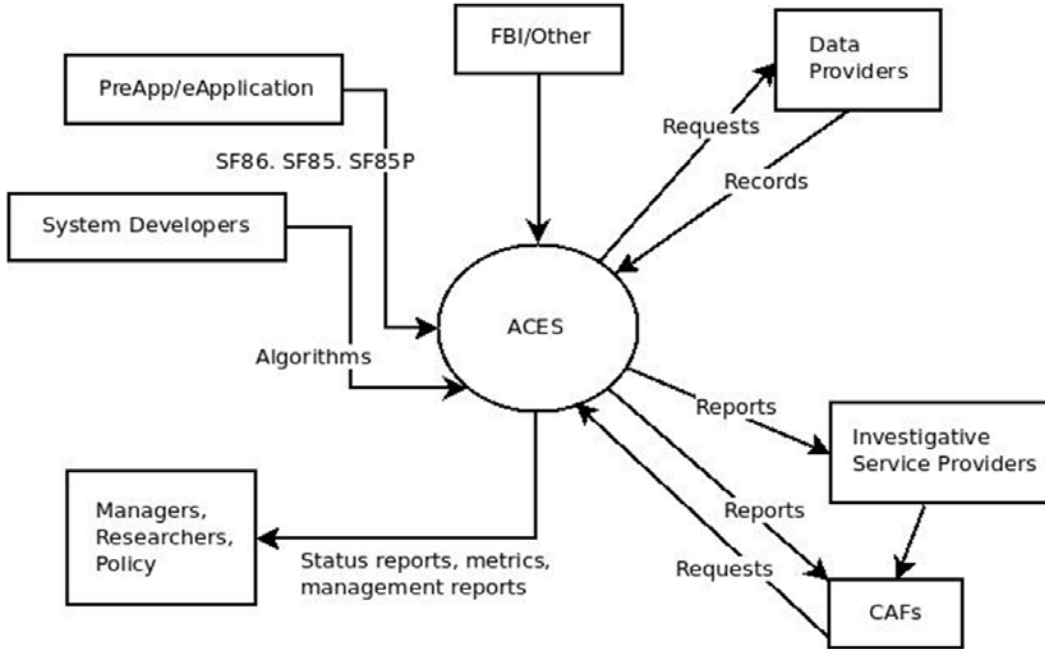 FBI/Other
Data
Providers
PreApp/eApplication
Requests
SF86. SF85. SF85P
Records
System Developers
ACES
Algorithms
Reports
Investigative
Service Providers
Managers,
Researchers,
Policy
Reports
Status reports, metrics,
management reports
Requests
CAFs